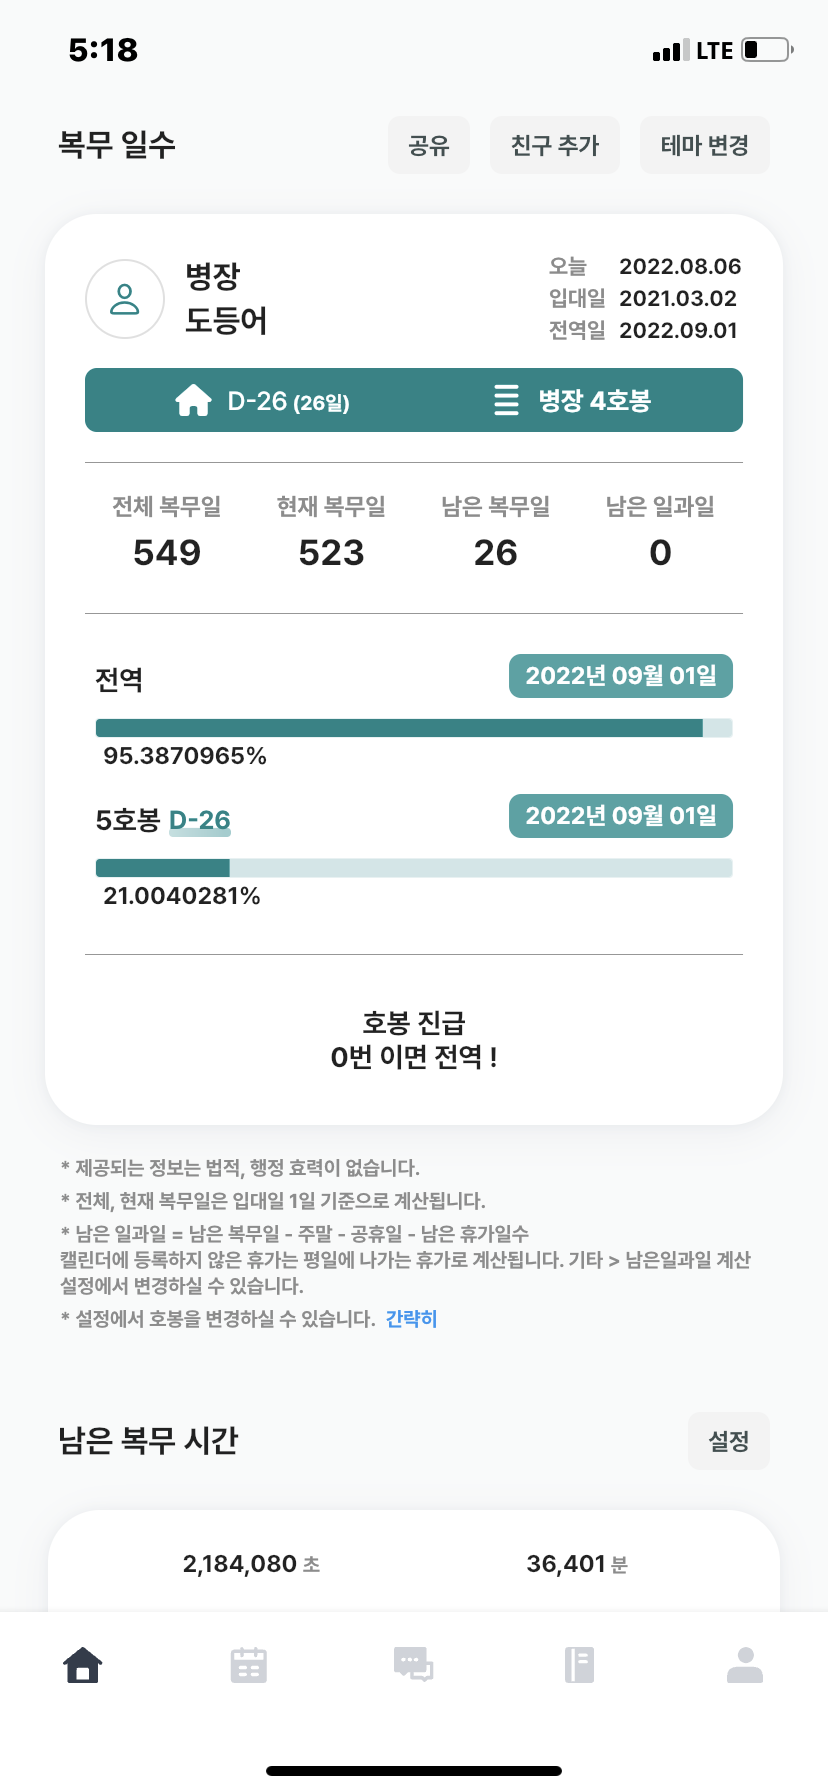 5:18 LTE
복무 일수 공유 친구 추가 테마 변경
병장
도등어
오늘 2022.08.06
입대일 2021.03.02
전역일 2022.09.01
D-26 (26일) 병장 4호봉
전체 복무일 현재 복무일 남은 복무일 남은 일과일
549 523 26 0
전역 2022년 09월 01일
95.3870965%
5호봉 D-26 2022년 09월 01일
21.0040281%
호봉 진급
0번 이면 전역 !
* 제공되는 정보는 법적, 행정 효력이 없습니다.
* 전체, 현재 복무일은 입대일 1일 기준으로 계산됩니다.
* 남은 일과일 = 남은 복무일 - 주말 - 공휴일 - 남은 휴가일수
캘린더에 등록하지 않은 휴가는 평일에 나가는 휴가로 계산됩니다. 기타 > 남은일과일 계산
설정에서 변경하실 수 있습니다.
* 설정에서 호봉을 변경하실 수 있습니다. 간략히
남은 복무 시간 설정
2,184,080 초 36,401 분